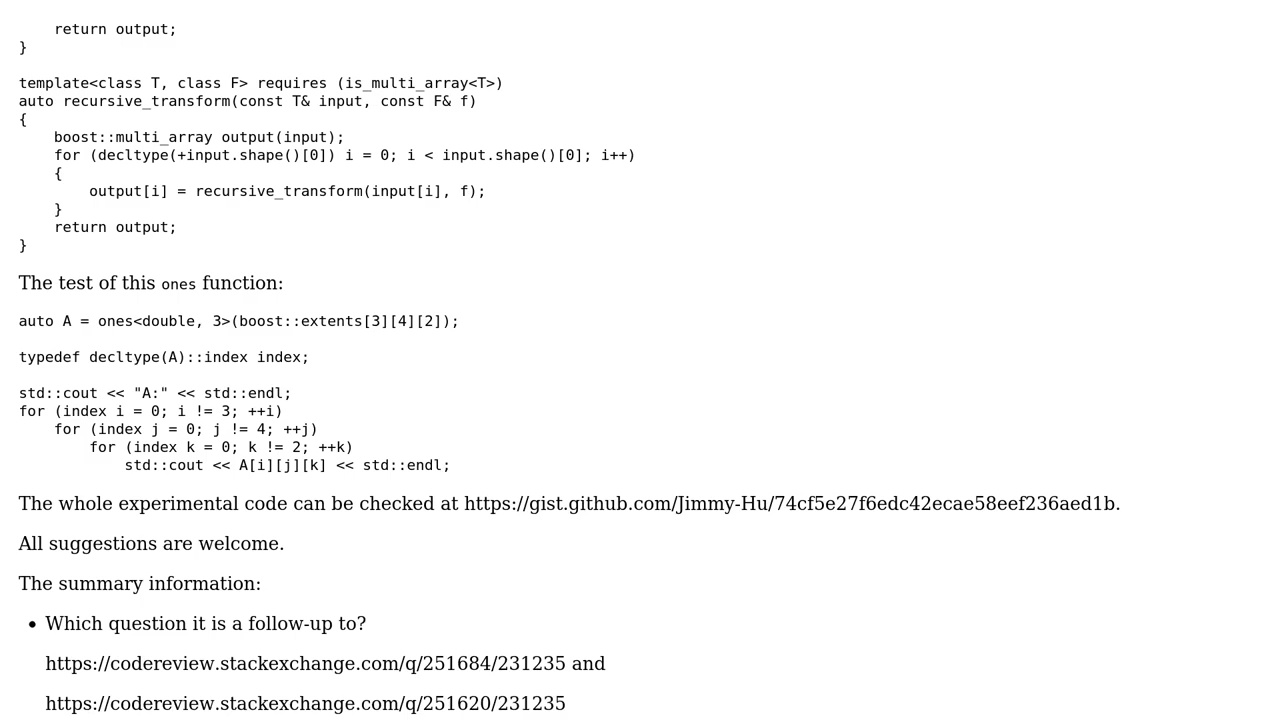 return output;
}

template<class T, class F> requires (is_multi_array<T>)
auto recursive_transform(const T& input, const F& f)
{
    boost::multi_array output(input);
    for (decltype(+input.shape()[0]) i = 0; i < input.shape()[0]; i++)
    {
        output[i] = recursive_transform(input[i], f);
    }
    return output;
}
The test of this ones function:
auto A = ones<double, 3>(boost::extents[3][4][2]);

typedef decltype(A)::index index;

std::cout << "A:" << std::endl;
for (index i = 0; i != 3; ++i)
    for (index j = 0; j != 4; ++j)
        for (index k = 0; k != 2; ++k)
            std::cout << A[i][j][k] << std::endl;
The whole experimental code can be checked at https://gist.github.com/Jimmy-Hu/74cf5e27f6edc42ecae58eef236aed1b.
All suggestions are welcome.
The summary information:
• Which question it is a follow-up to?
https://codereview.stackexchange.com/q/251684/231235 and
https://codereview.stackexchange.com/q/251620/231235